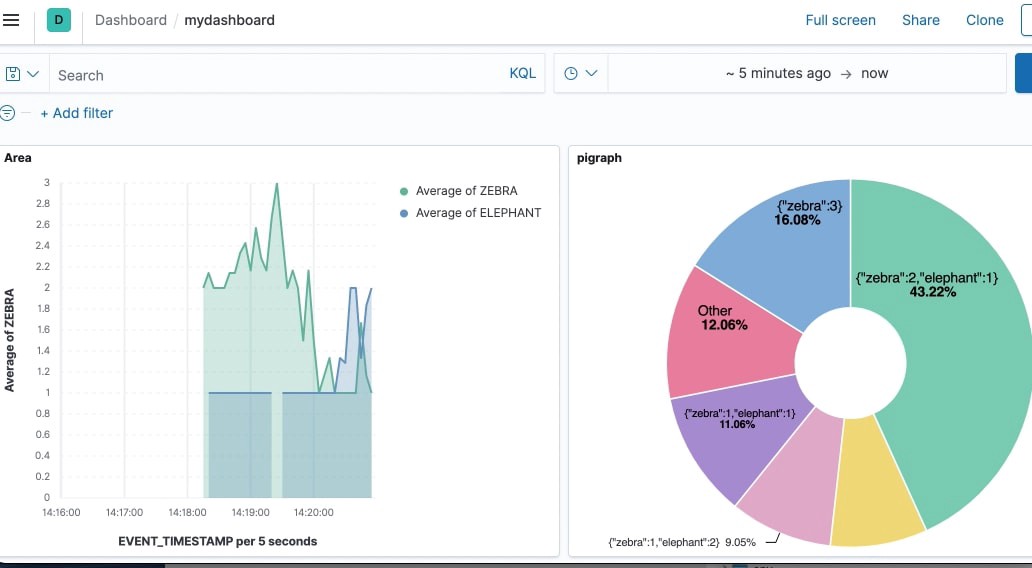 D Dashboard / mydashboard Full screen Share Clone
Search KQL ~ 5 minutes ago → now
+ Add filter
Area
3
2.8
2.6
2.4
2.2
2
1.8
1.6
1.4
1.2
1
0.8
0.6
0.4
0.2
0
Average of ZEBRA
14:16:00 14:17:00 14:18:00 14:19:00 14:20:00
EVENT_TIMESTAMP per 5 seconds
Average of ZEBRA
Average of ELEPHANT
pigraph
{"zebra":3}
16.08%
{"zebra":2,"elephant":1}
43.22%
Other
12.06%
{"zebra":1,"elephant":1}
11.06%
{"zebra":1,"elephant":2} 9.05%